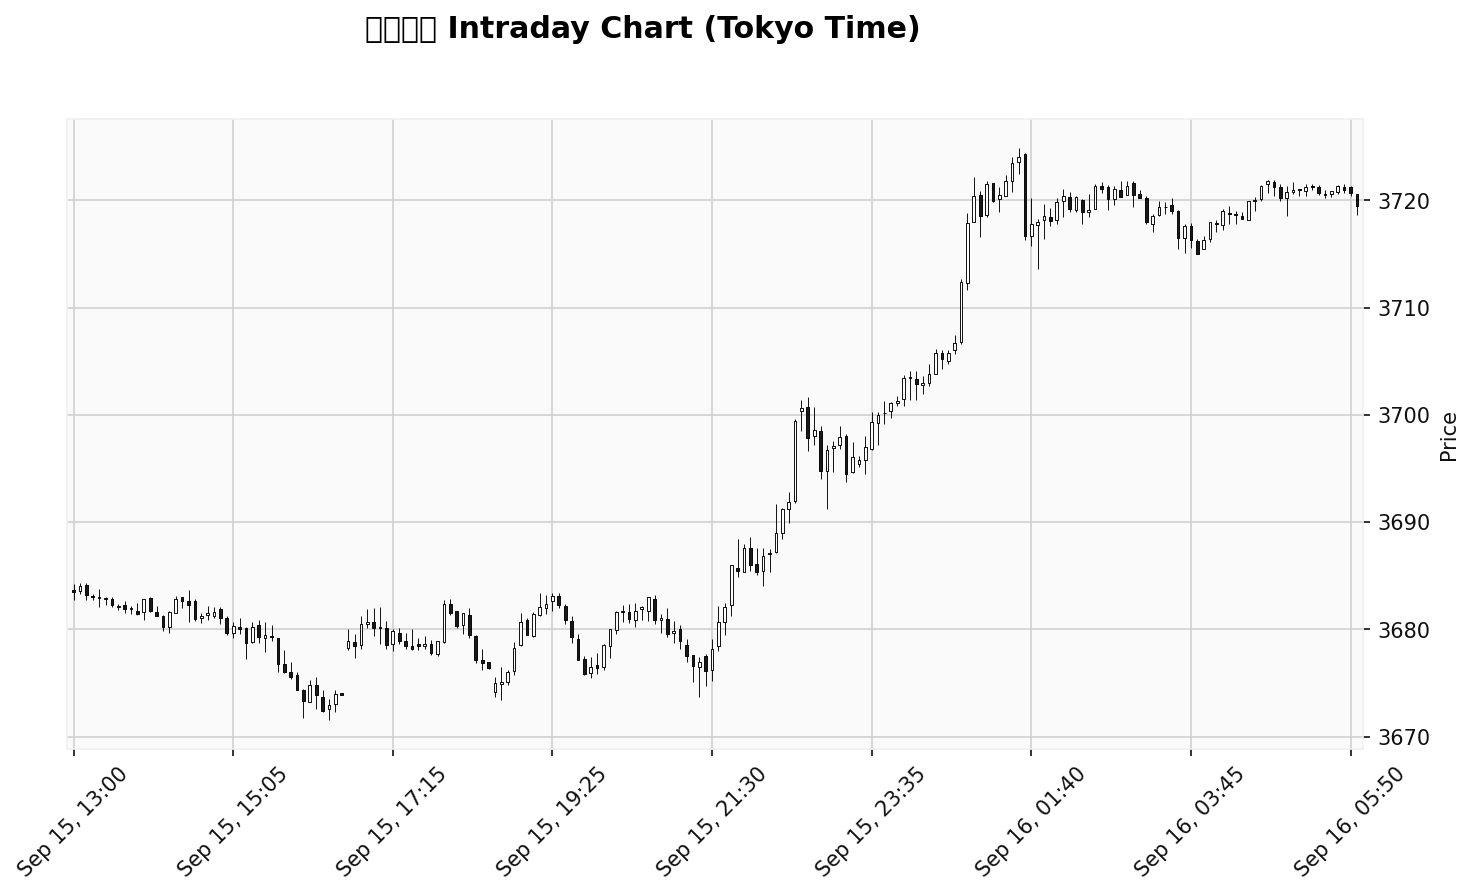 Intraday Chart (Tokyo Time)
3720
3710
3700
3690
3680
3670
Price
Sep 15, 13:00
Sep 15, 15:05
Sep 15, 17:15
Sep 15, 19:25
Sep 15, 21:30
Sep 15, 23:35
Sep 16, 01:40
Sep 16, 03:45
Sep 16, 05:50